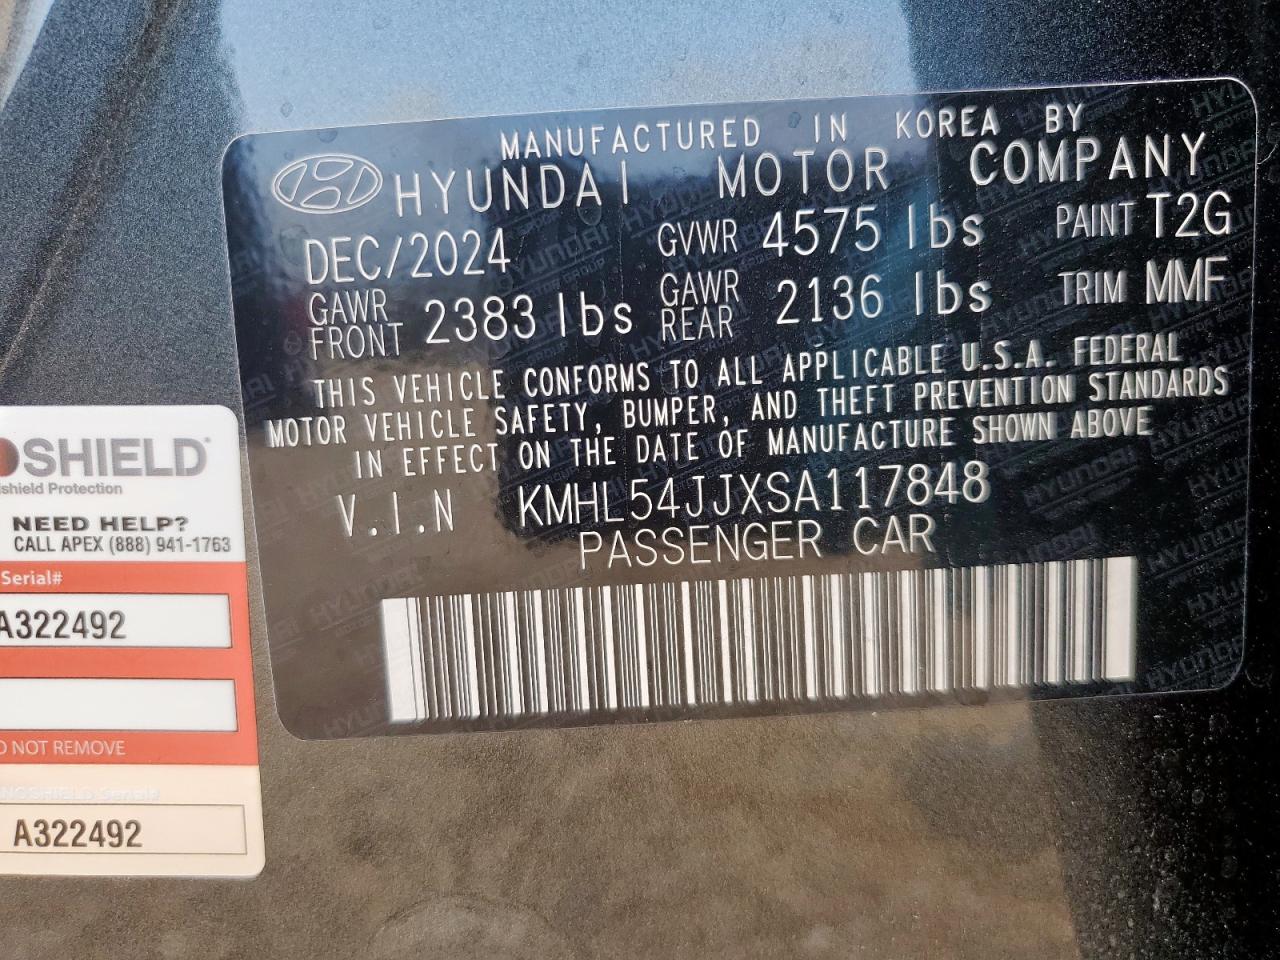 MANUFACTURED IN KOREA BY
HYUNDAI MOTOR COMPANY
DEC/2024 GVWR 4575 lbs PAINT T2G
GAWR FRONT 2383 lbs GAWR REAR 2136 lbs TRIM MMF
THIS VEHICLE CONFORMS TO ALL APPLICABLE U.S.A. FEDERAL
MOTOR VEHICLE SAFETY, BUMPER, AND THEFT PREVENTION STANDARDS
IN EFFECT ON THE DATE OF MANUFACTURE SHOWN ABOVE
V.I.N KMHL54JJXSA117848
PASSENGER CAR
SHIELD
shield Protection
NEED HELP?
CALL APEX (888) 941-1763
Serial#
A322492
NOT REMOVE
Serial#
A322492